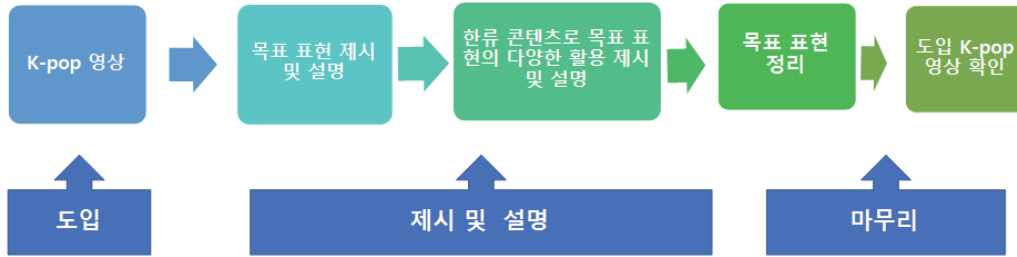 K-pop 영상
목표 표현 제시
및 설명
한류 콘텐츠로 목표 표
현의 다양한 활용 제시
및 설명
목표 표현
정리
도입 K-pop
영상 확인
도입
제시 및 설명
마무리